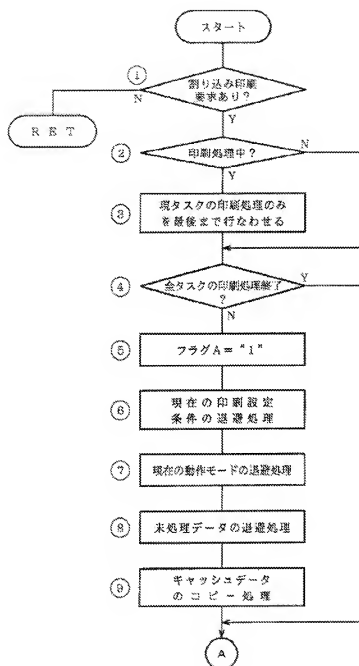 スタート
①
割り込み印刷
要求あり?
N
Y
RET
②
印刷処理中?
N
Y
③
現タスクの印刷処理のみ
を最後まで行なわせる
④
全タスクの印刷処理終了
?
Y
N
⑤
フラグA="1"
⑥
現在の印刷設定
条件の退避処理
⑦
現在の動作モードの退避処理
⑧
未処理データの退避処理
⑨
キャッシュデータ
のコピー処理
A